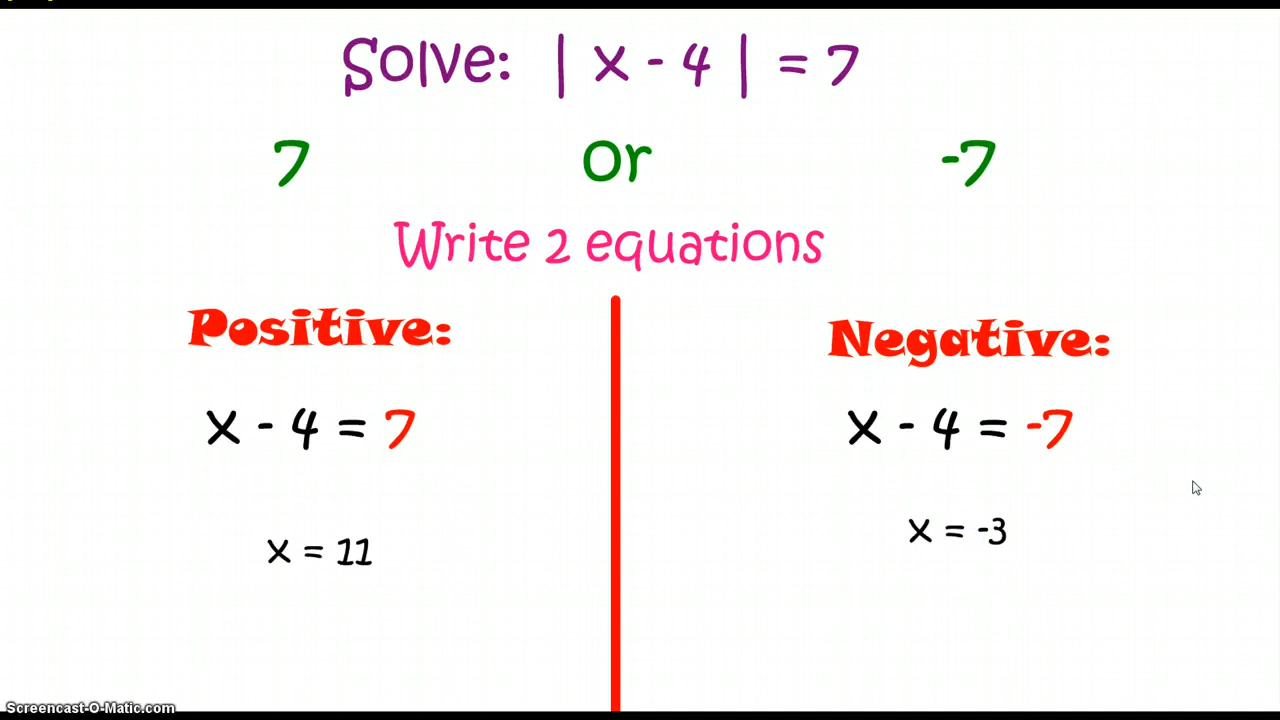 Solve: | x - 4 | = 7
7 or -7
Write 2 equations
Positive:
x - 4 = 7
x = 11
Negative:
x - 4 = -7
x = -3
Screencast-O-Matic.com